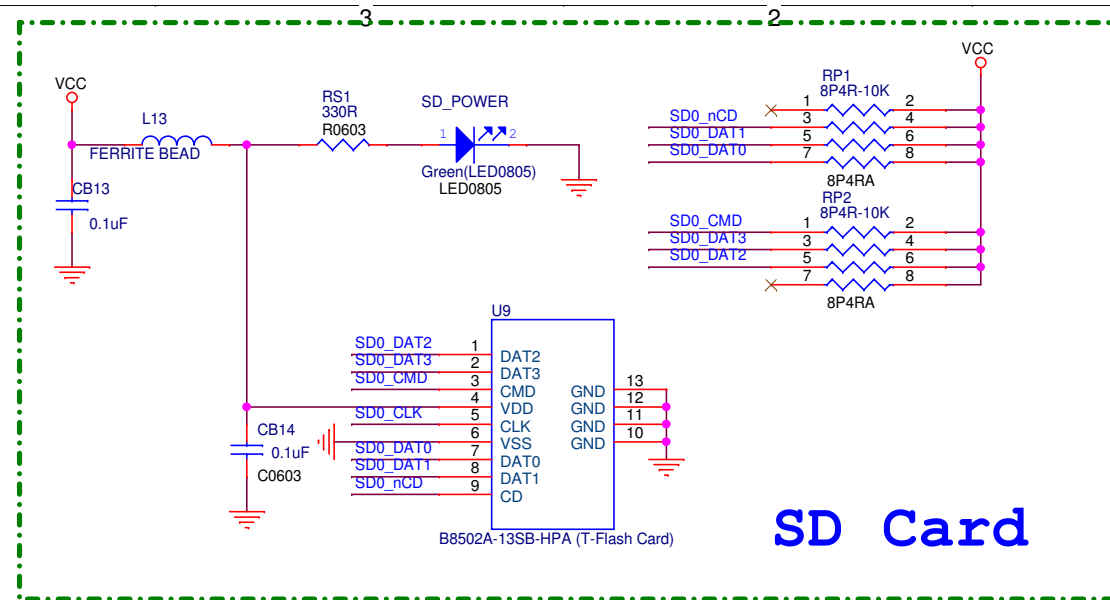 3
2
VCC
L13
FERRITE BEAD
CB13
0.1uF
RS1
330R
R0603
SD_POWER
1
2
Green(LED0805)
LED0805
VCC
RP1
8P4R-10K
1
2
SD0_nCD
3
4
SD0_DAT1
5
6
SD0_DAT0
7
8
8P4RA
RP2
8P4R-10K
SD0_CMD
1
2
SD0_DAT3
3
4
SD0_DAT2
5
6
7
8
8P4RA
U9
SD0_DAT2
1
DAT2
SD0_DAT3
2
DAT3
SD0_CMD
3
CMD
GND
13
4
VDD
GND
12
SD0_CLK
5
CLK
GND
11
6
VSS
GND
10
SD0_DAT0
7
DAT0
SD0_DAT1
8
DAT1
SD0_nCD
9
CD
CB14
0.1uF
C0603
B8502A-13SB-HPA (T-Flash Card)
SD Card